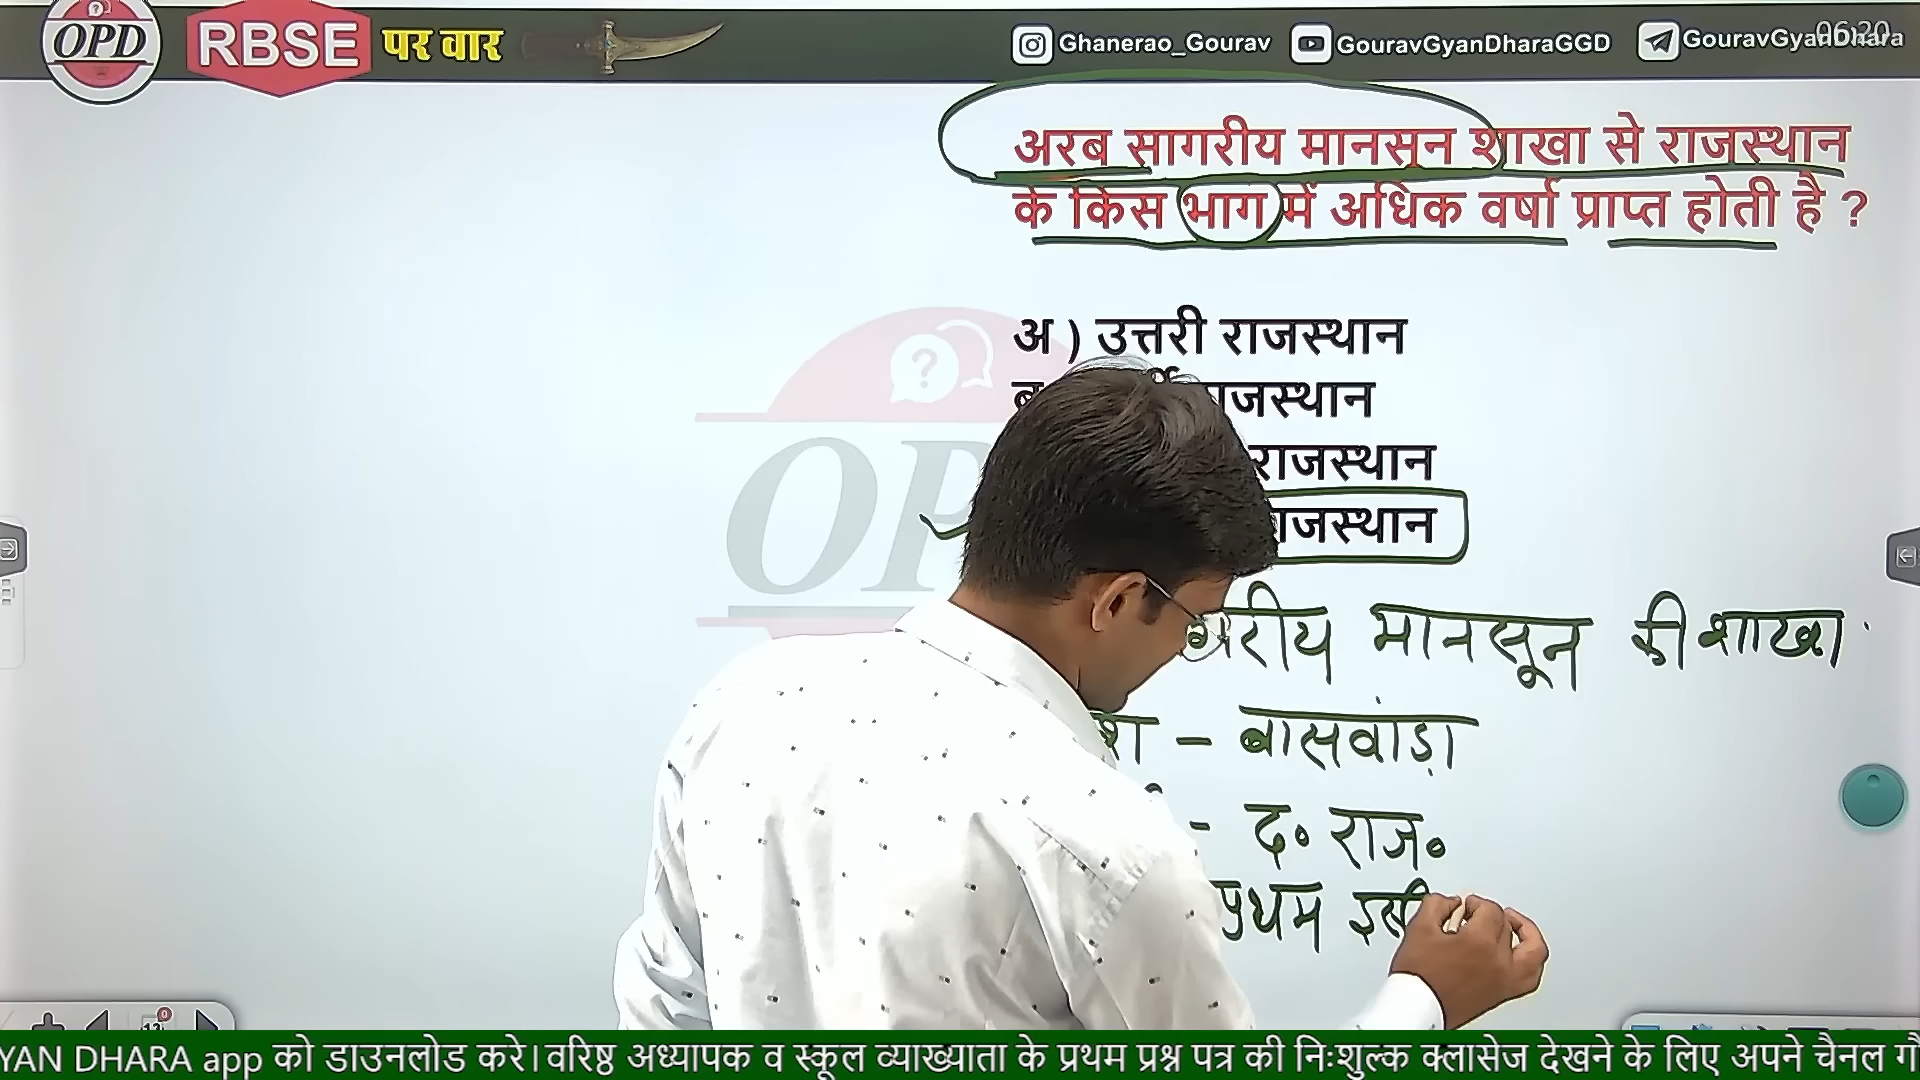 OPD
RBSE पर वार
Ghanerao_Gourav
GouravGyanDharaGGD
GouravGyanDhara
06:20
अरब सागरीय मानसून शाखा से राजस्थान
के किस भाग में अधिक वर्षा प्राप्त होती है ?
अ ) उत्तरी राजस्थान
राजस्थान
राजस्थान
राजस्थान
मानसून की शाखा
- बासवांडा
- द० राज०
प्रथम
YAN DHARA app को डाउनलोड करे।वरिष्ठ अध्यापक व स्कूल व्याख्याता के प्रथम प्रश्न पत्र की निःशुल्क क्लासेज देखने के लिए अपने चैनल गौ